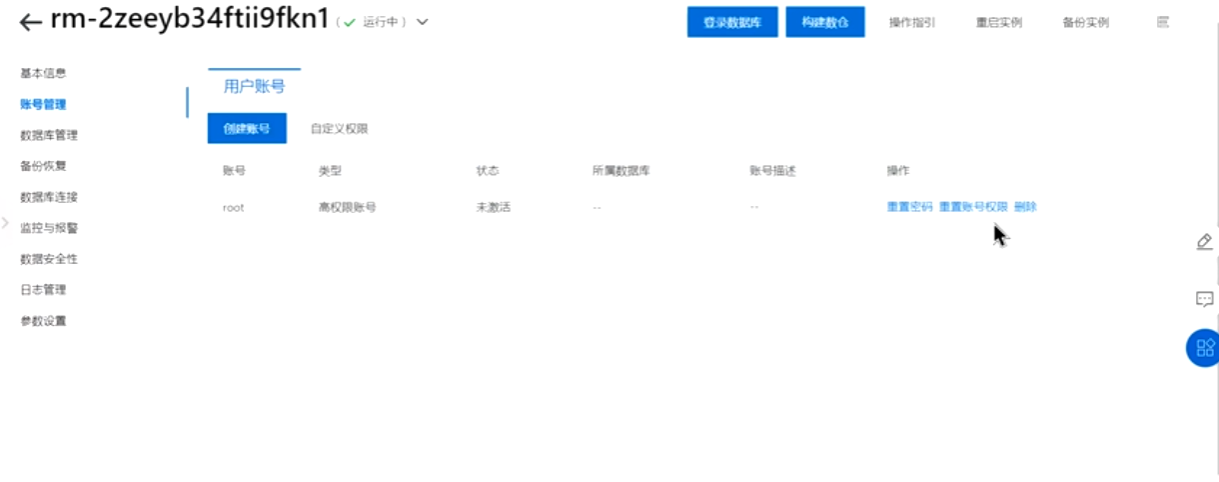 rm-2zeeyb34ftii9fkn1 ( 运行中 )
登录数据库 构建数仓 操作指引 重启实例 备份实例
基本信息
账号管理
数据库管理
备份恢复
数据库连接
监控与报警
数据安全性
日志管理
参数设置
用户账号
创建账号 自定义权限
账号 类型 状态 所属数据库 账号描述 操作
root 高权限账号 未激活 -- -- 重置密码 重置账号权限 删除